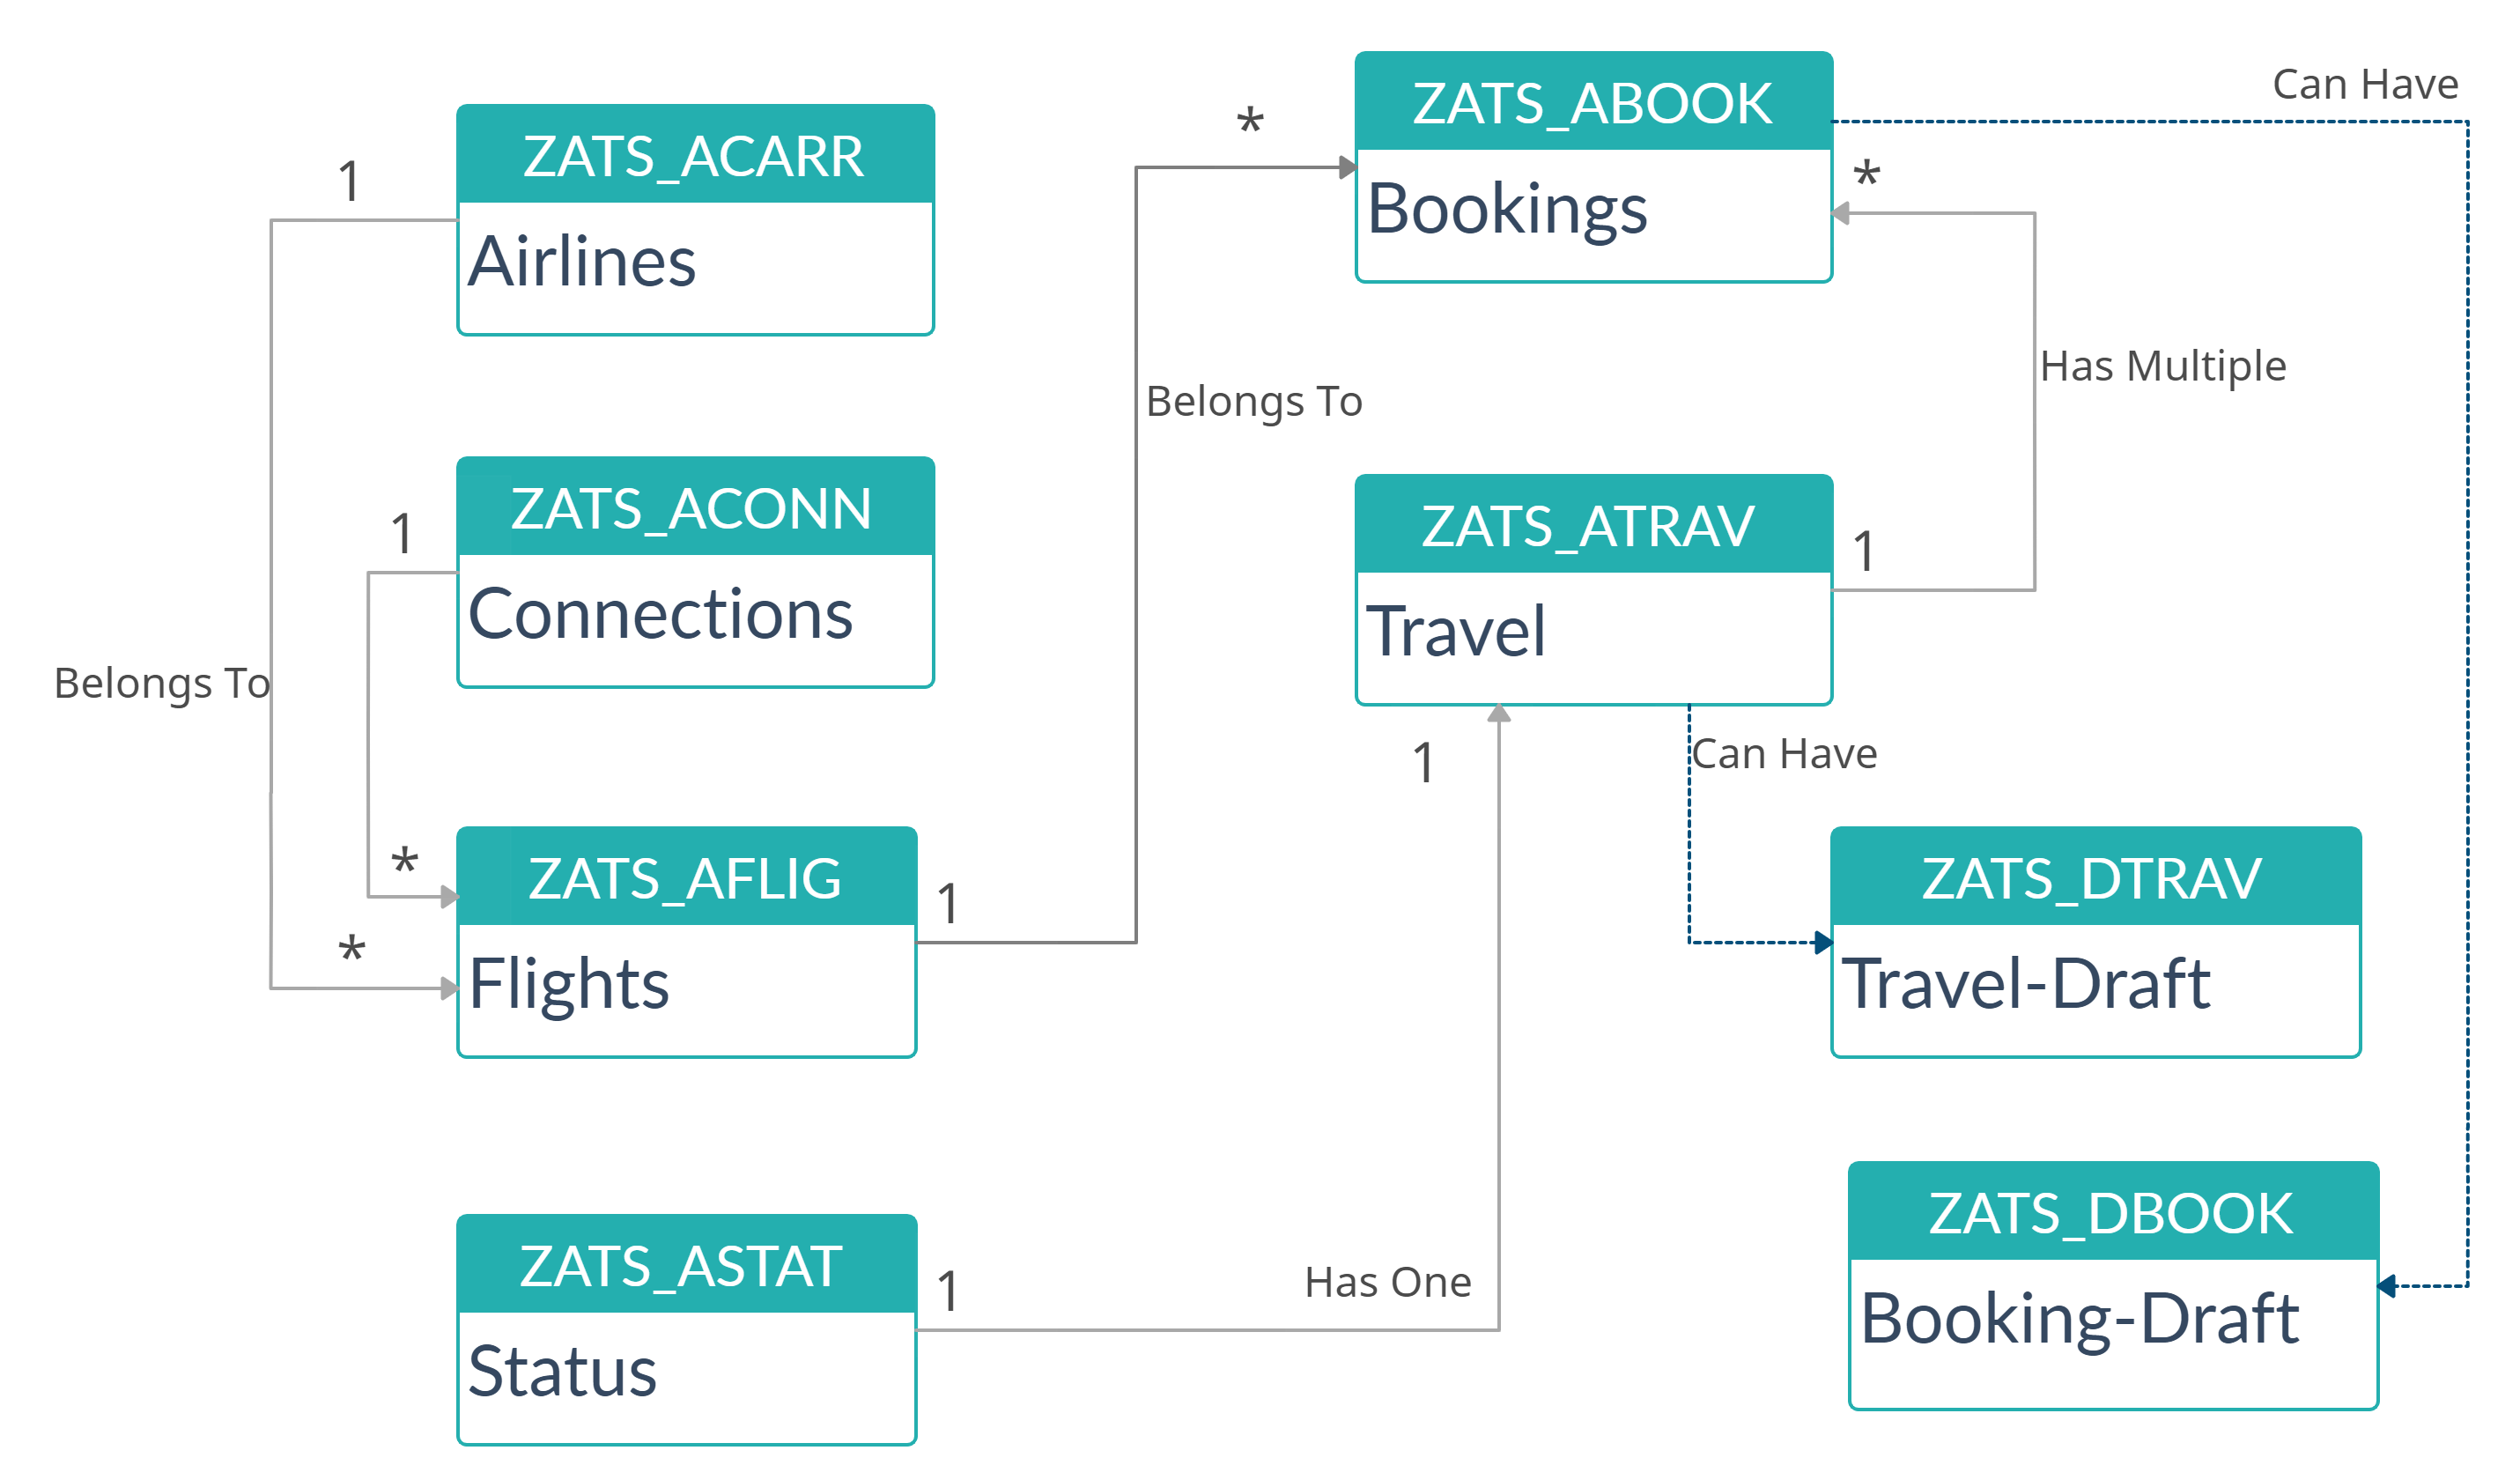 ZATS_ACARR
Airlines
1
Belongs To
*
ZATS_ACONN
Connections
1
*
ZATS_AFLIG
Flights
1
Belongs To
*
ZATS_ABOOK
Bookings
Can Have
*
Has Multiple
ZATS_ATRAV
Travel
1
1
Can Have
ZATS_DTRAV
Travel-Draft
ZATS_DBOOK
Booking-Draft
ZATS_ASTAT
Status
1
Has One